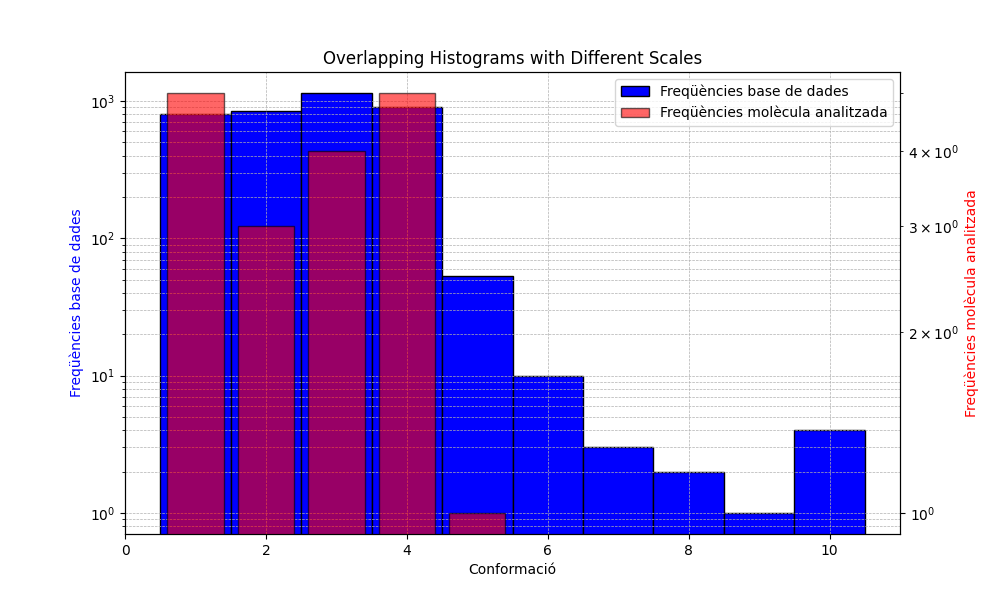 Overlapping Histograms with Different Scales
Freqüències base de dades
Freqüències molècula analitzada
10³
10²
10¹
10⁰
Freqüències base de dades
4 × 10⁰
3 × 10⁰
2 × 10⁰
10⁰
Freqüències molècula analitzada
0 2 4 6 8 10
Conformació